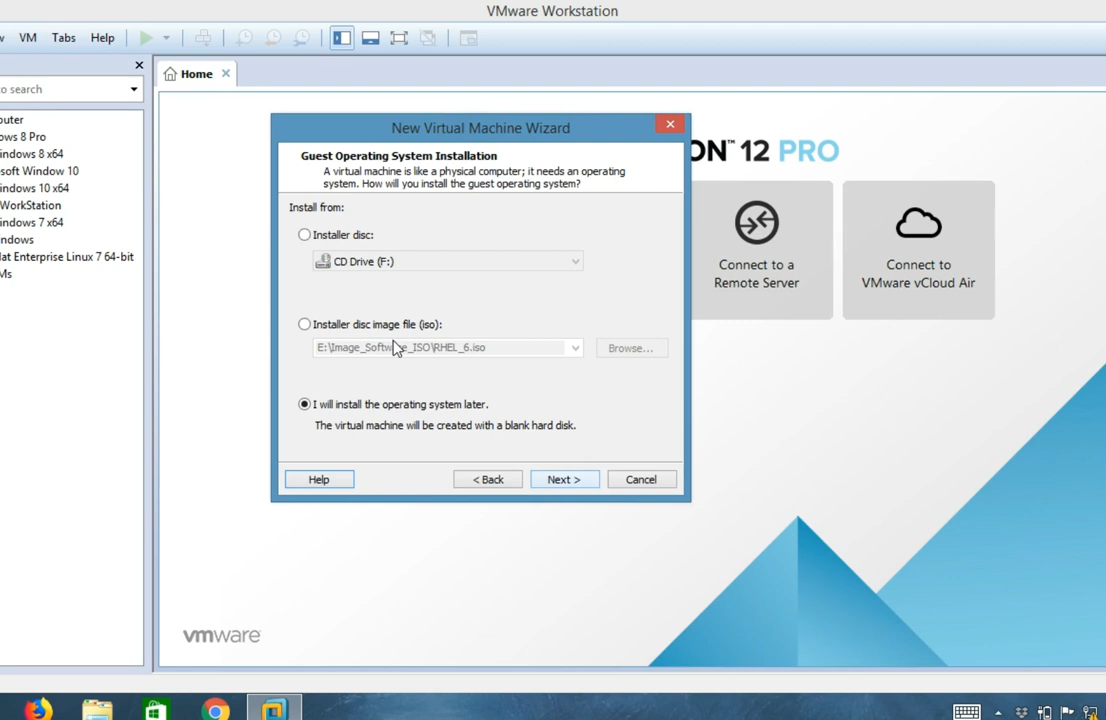 VMware Workstation
VM Tabs Help
o search
Home
outer
ows 8 Pro
indows 8 x64
osoft Window 10
indows 10 x64
WorkStation
indows 7 x64
ndows
Hat Enterprise Linux 7 64-bit
Ms
ON™ 12 PRO
Connect to a
Remote Server
Connect to
VMware vCloud Air
New Virtual Machine Wizard
Guest Operating System Installation
A virtual machine is like a physical computer; it needs an operating
system. How will you install the guest operating system?
Install from:
Installer disc:
CD Drive (F:)
Installer disc image file (iso):
E:\Image_Software_ISO\RHEL_6.iso
Browse...
I will install the operating system later.
The virtual machine will be created with a blank hard disk.
Help
< Back
Next >
Cancel
vmware